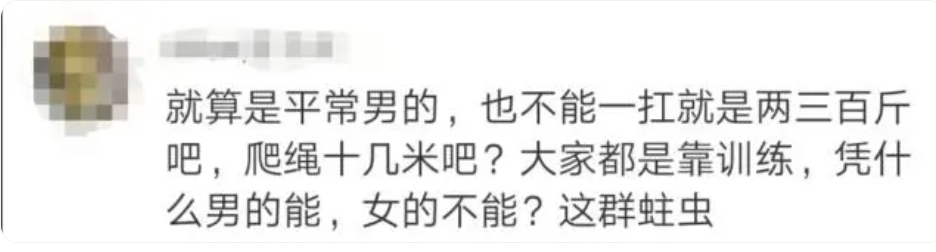 就算是平常男的，也不能一扛就是两三百斤
吧，爬绳十几米吧？大家都是靠训练，凭什
么男的能，女的不能？这群蛀虫